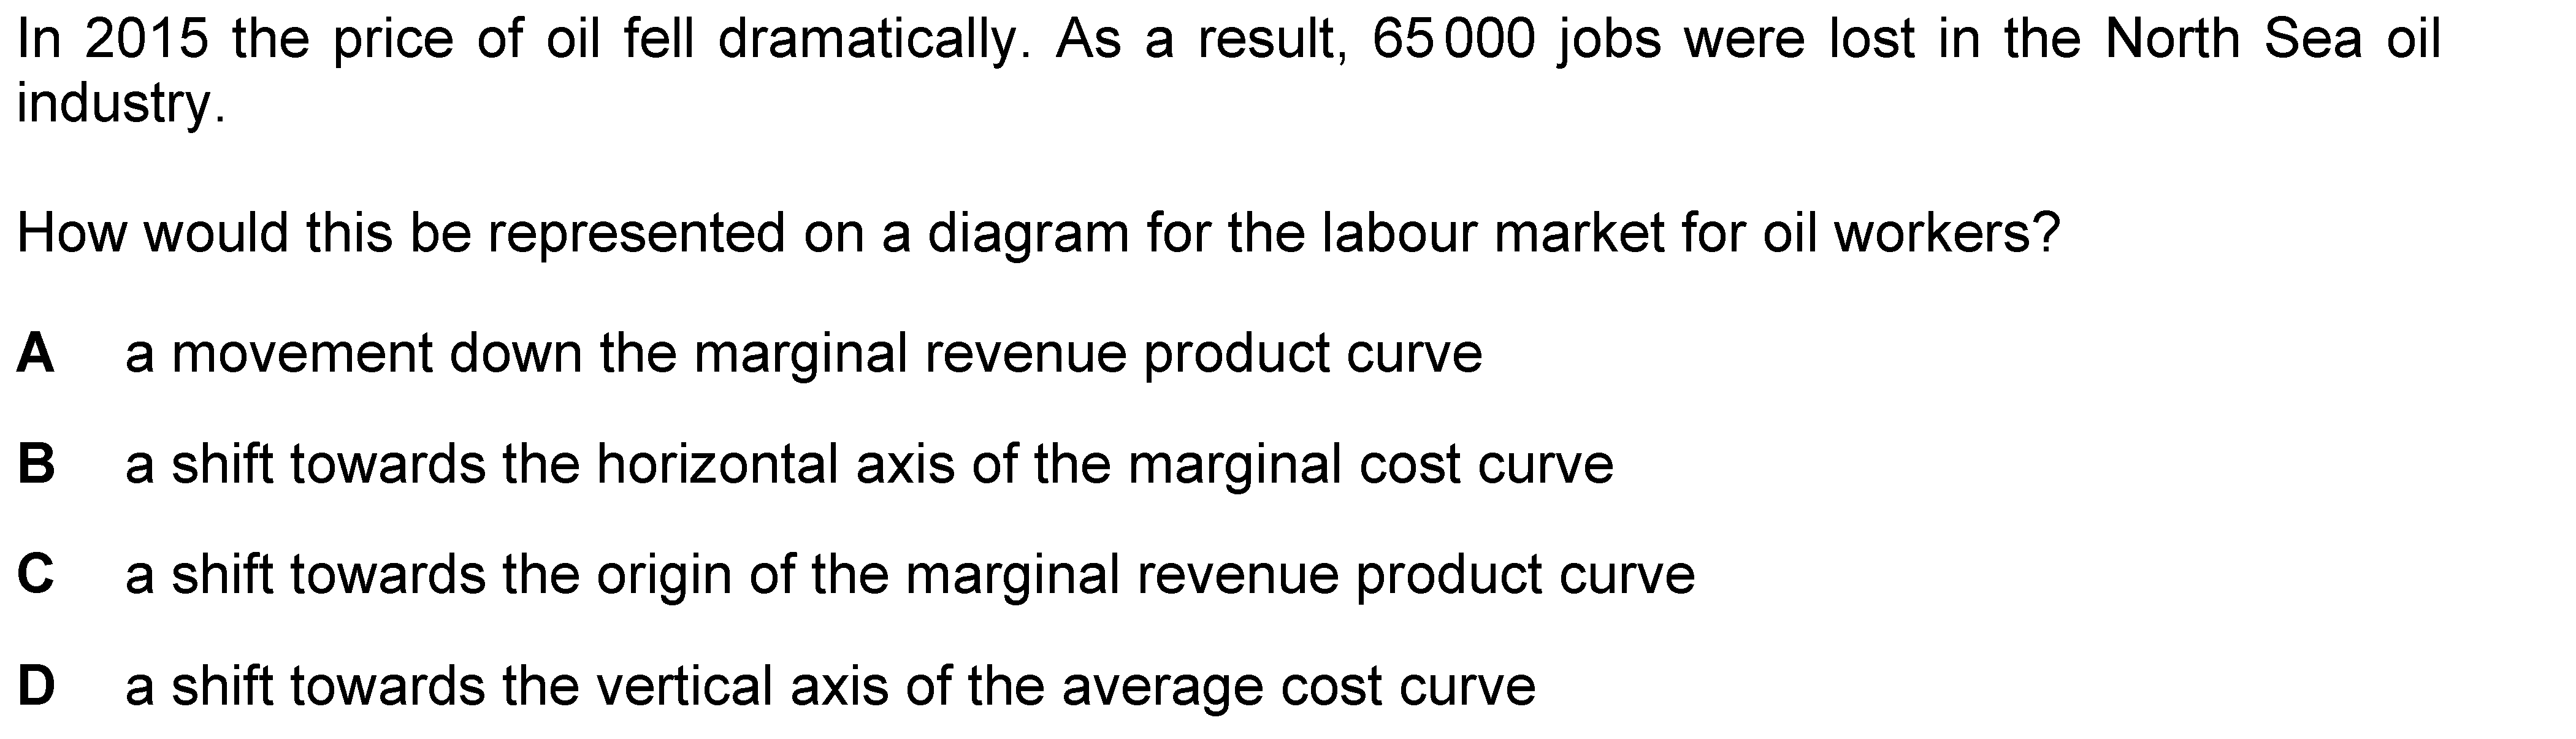 In 2015 the price of oil fell dramatically. As a result, 65 000 jobs were lost in the North Sea oil
industry.
How would this be represented on a diagram for the labour market for oil workers?
A a movement down the marginal revenue product curve
B a shift towards the horizontal axis of the marginal cost curve
C a shift towards the origin of the marginal revenue product curve
D a shift towards the vertical axis of the average cost curve